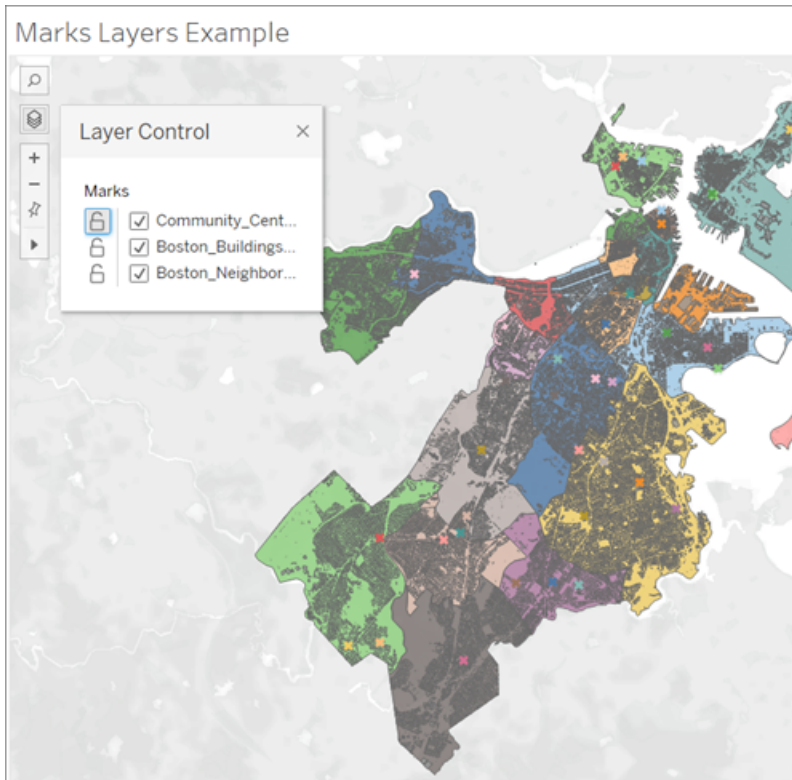 Marks Layers Example
Layer Control
Marks
Community_Cent...
Boston_Buildings...
Boston_Neighbor...